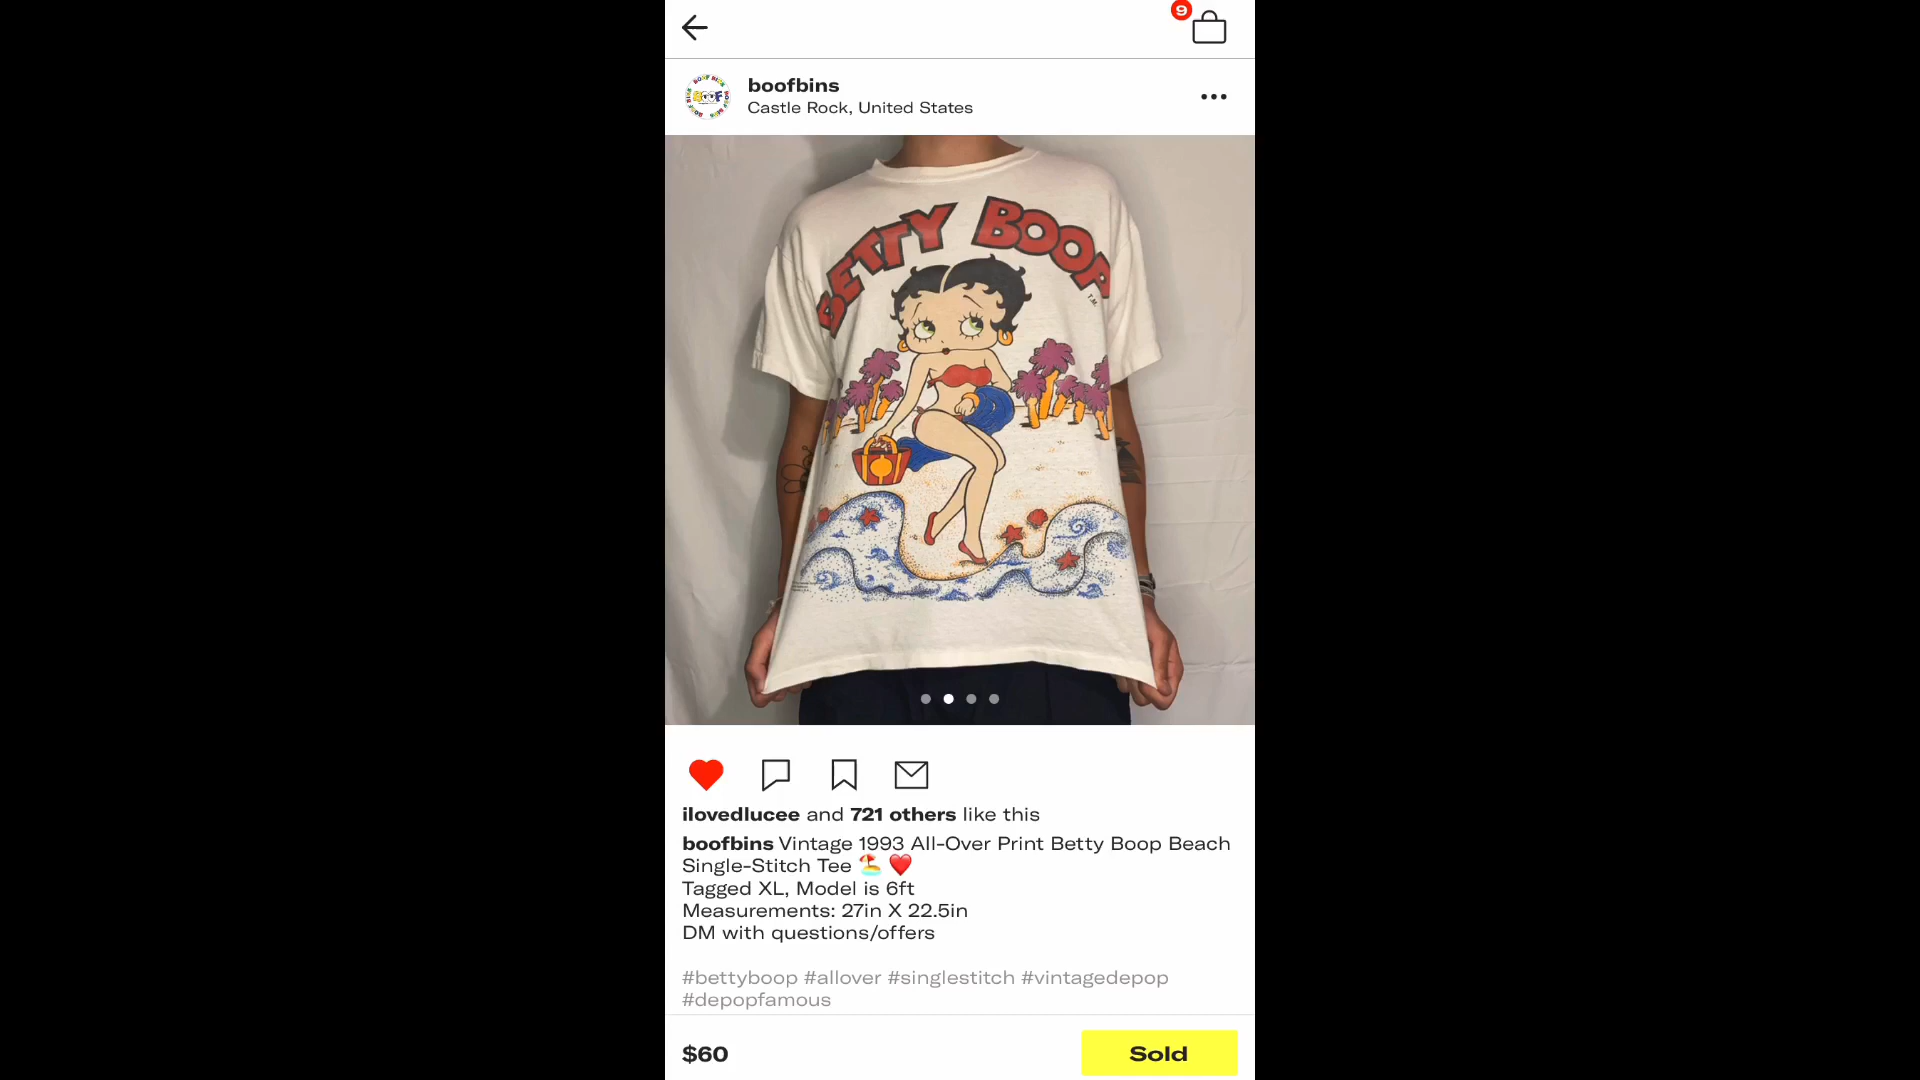 9
boofbins
Castle Rock, United States
BETTY BOOP
T.M.
ilovedlucee and 721 others like this
boofbins Vintage 1993 All-Over Print Betty Boop Beach
Single-Stitch Tee 🏖️ ❤️
Tagged XL, Model is 6ft
Measurements: 27in X 22.5in
DM with questions/offers
#bettyboop #allover #singlestitch #vintagedepop
#depopfamous
$60
Sold